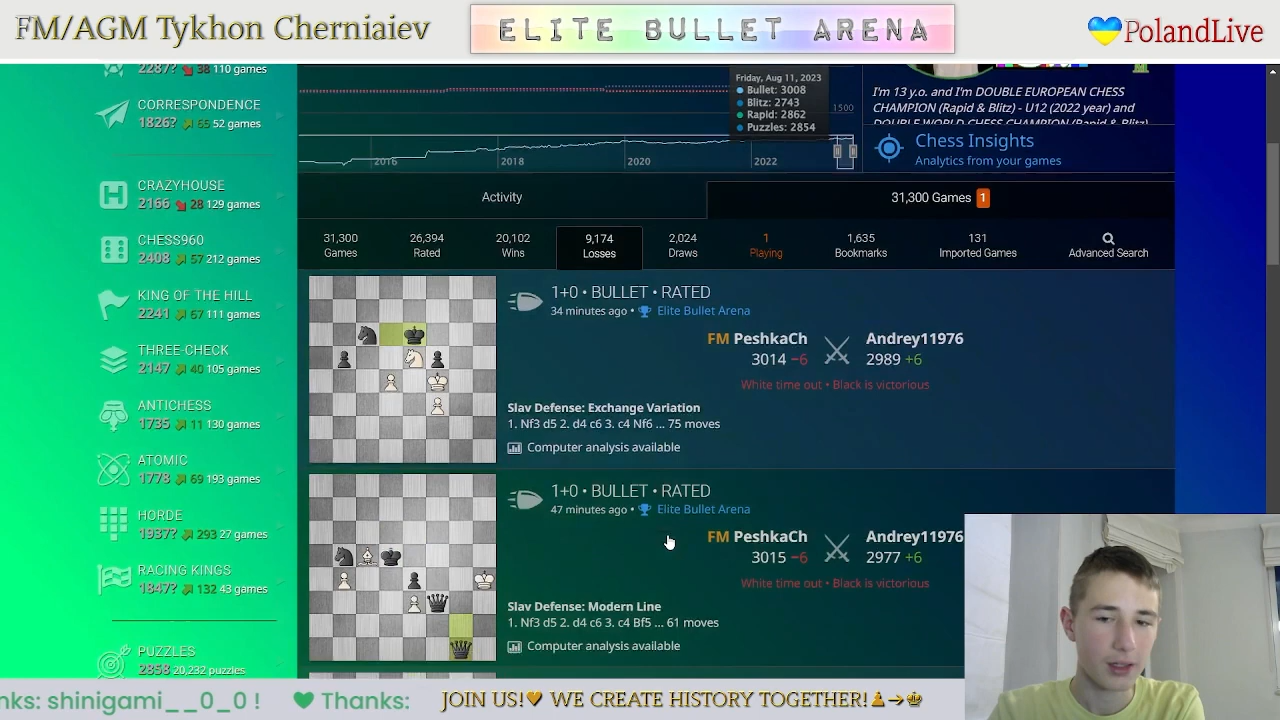 FM/AGM Tykhon Cherniaiev
ELITE BULLET ARENA
PolandLive
2287? 38 110 games
CORRESPONDENCE
1826? 65 52 games
CRAZYHOUSE
2166 28 129 games
CHESS960
2408 57 212 games
KING OF THE HILL
2241 67 111 games
THREE-CHECK
2147 40 105 games
ANTICHESS
1735 11 130 games
ATOMIC
1778 69 193 games
HORDE
1937? 293 27 games
RACING KINGS
1847? 132 43 games
PUZZLES
2858 20,232 puzzles
Friday, Aug 11, 2023
Bullet: 3008
Blitz: 2743
Rapid: 2862
Puzzles: 2854
1500
2016 2018 2020 2022
I'm 13 y.o. and I'm DOUBLE EUROPEAN CHESS
CHAMPION (Rapid & Blitz) - U12 (2022 year) and
DOUBLE WORLD CHESS CHAMPION (Rapid &
Chess Insights
Analytics from your games
Activity
31,300 Games 1
31,300 Games
26,394 Rated
20,102 Wins
9,174 Losses
2,024 Draws
1 Playing
1,635 Bookmarks
131 Imported Games
Advanced Search
1+0 • BULLET • RATED
34 minutes ago • Elite Bullet Arena
FM PeshkaCh Andrey11976
3014 −6 2989 +6
White time out • Black is victorious
Slav Defense: Exchange Variation
1. Nf3 d5 2. d4 c6 3. c4 Nf6 ... 75 moves
Computer analysis available
1+0 • BULLET • RATED
47 minutes ago • Elite Bullet Arena
FM PeshkaCh Andrey11976
3015 −6 2977 +6
White time out • Black is victorious
Slav Defense: Modern Line
1. Nf3 d5 2. d4 c6 3. c4 Bf5 ... 61 moves
Computer analysis available
nks: shinigami__0_0 ! Thanks:
JOIN US! WE CREATE HISTORY TOGETHER!